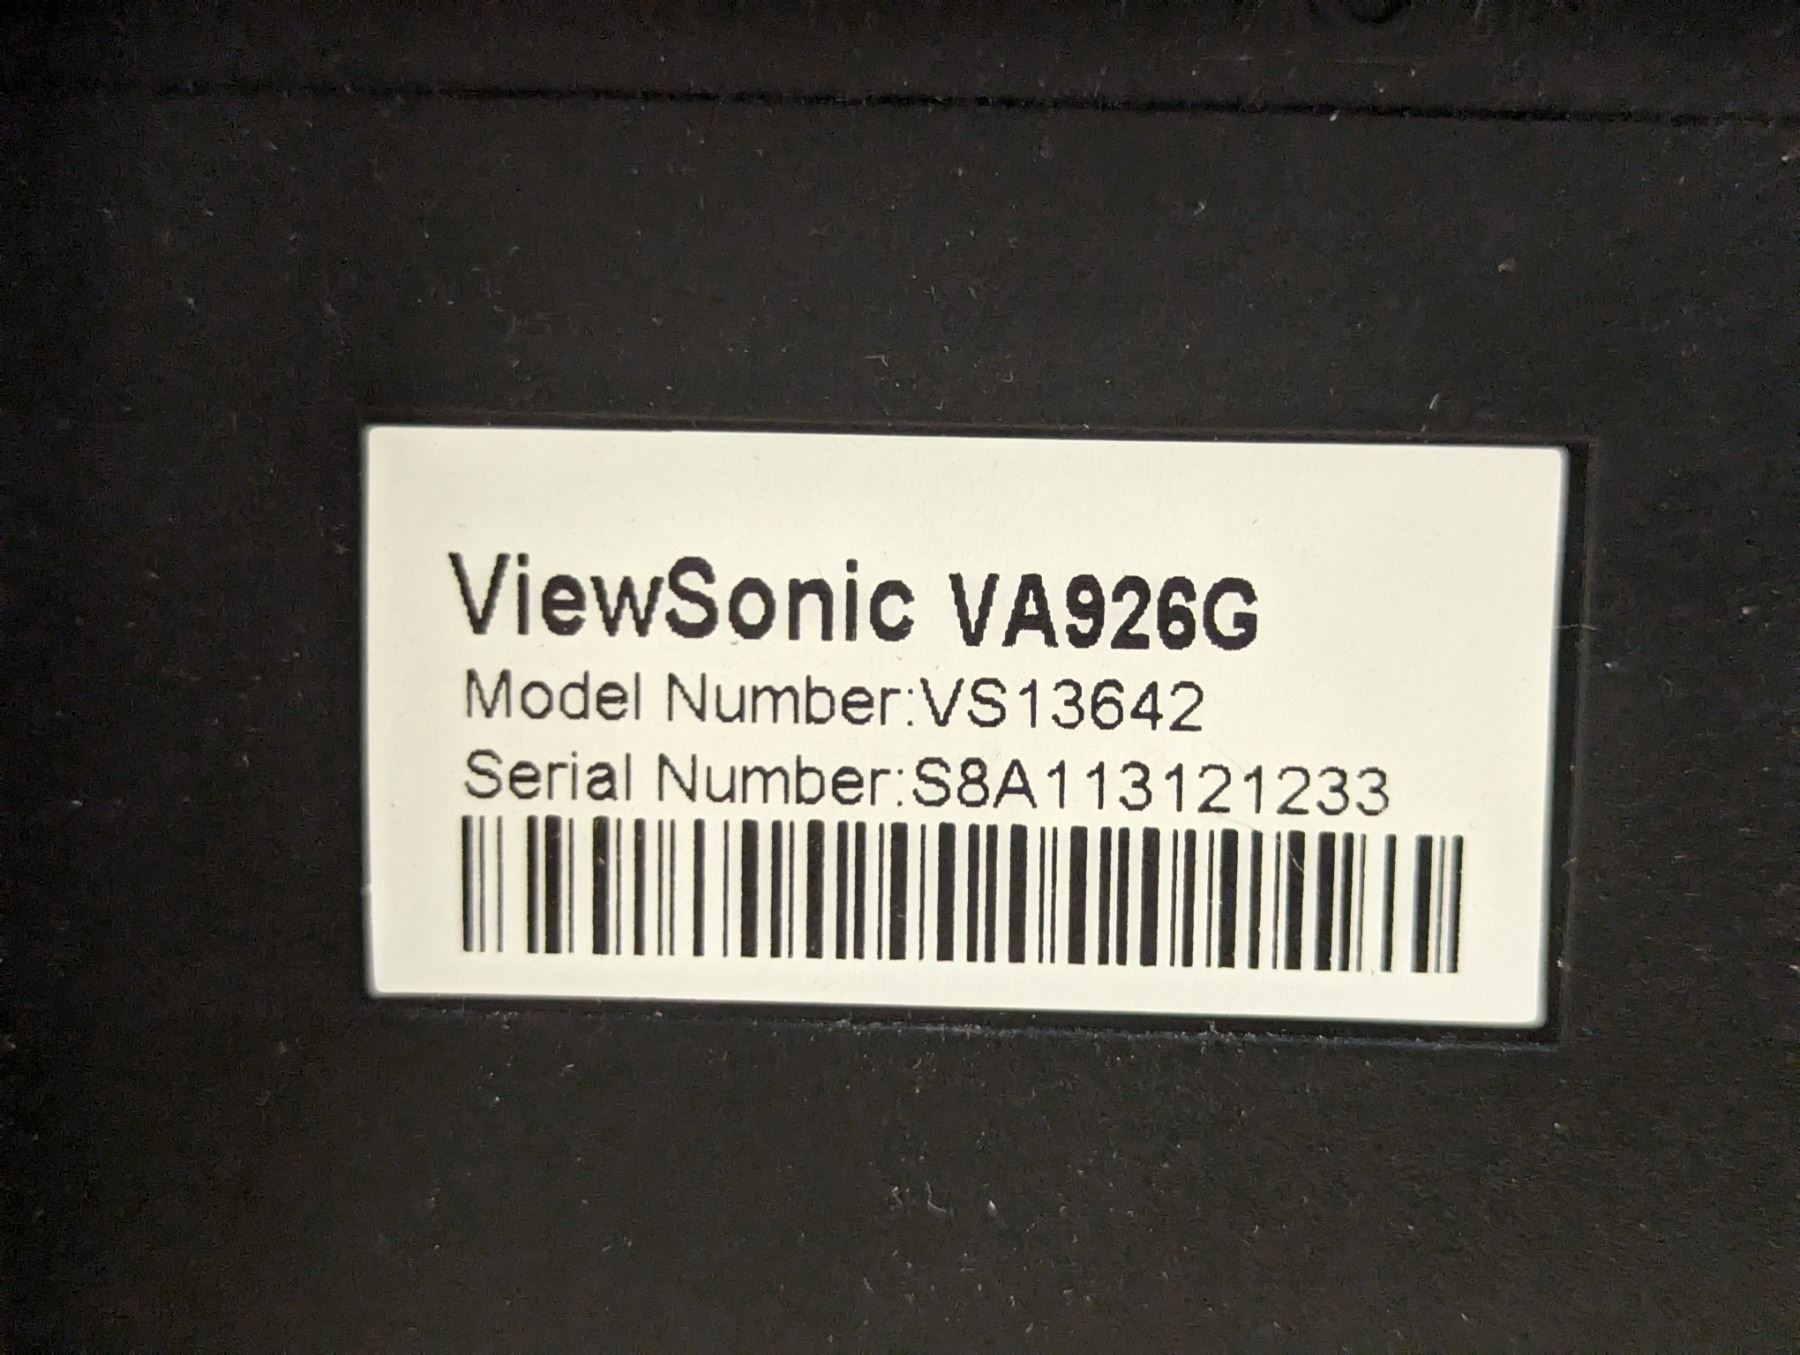 ViewSonic VA926G
Model Number:VS13642
Serial Number:S8A113121233